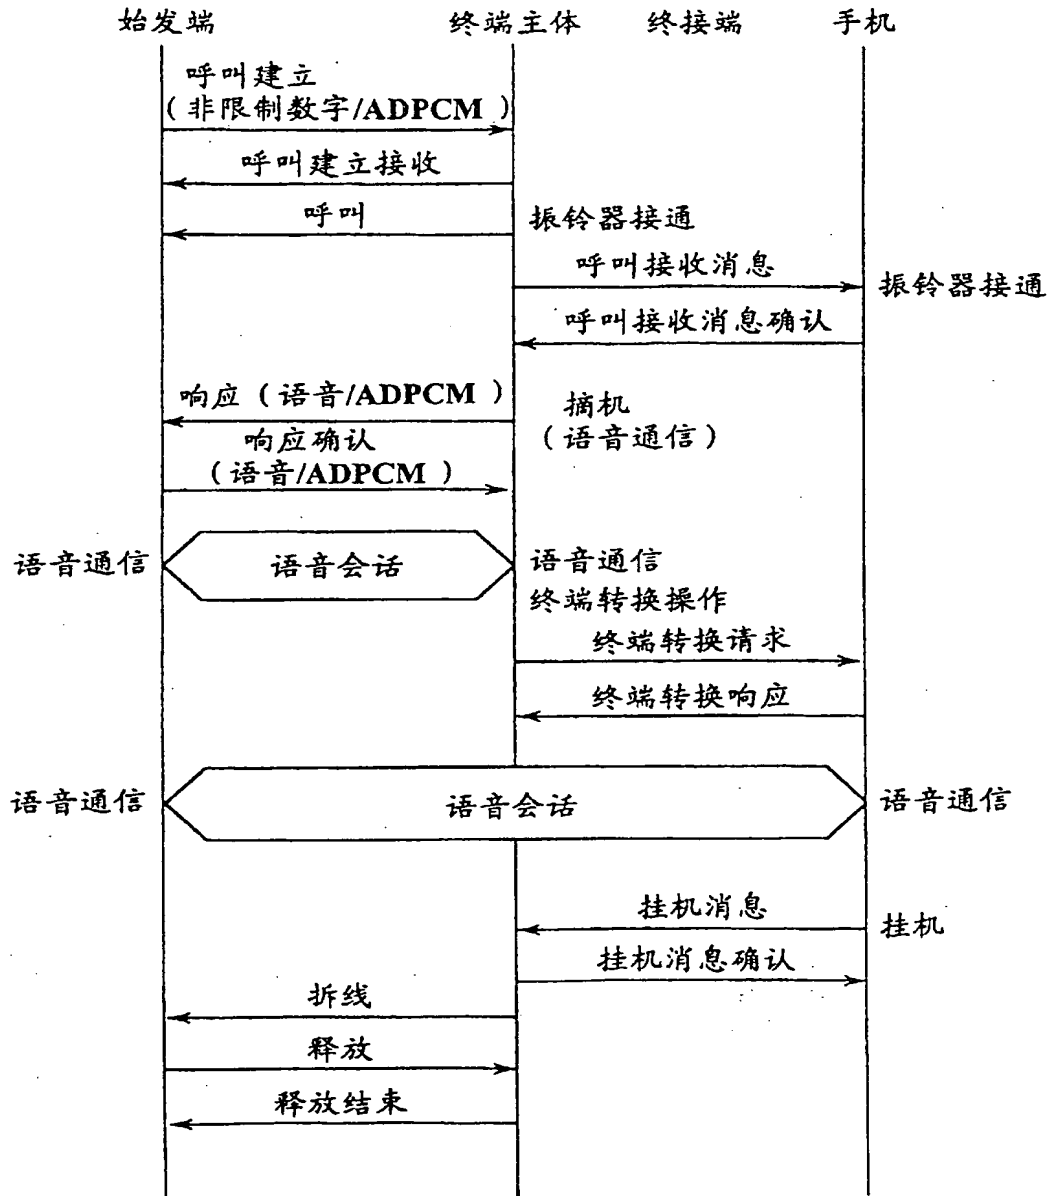 始发端
终端主体
终接端
手机
呼叫建立
（非限制数字/ADPCM）
呼叫建立接收
呼叫
振铃器接通
呼叫接收消息
振铃器接通
呼叫接收消息确认
响应（语音/ADPCM）
摘机
（语音通信）
响应确认
（语音/ADPCM）
语音通信
语音会话
语音通信
终端转换操作
终端转换请求
终端转换响应
语音通信
语音会话
语音通信
挂机消息
挂机
挂机消息确认
拆线
释放
释放结束